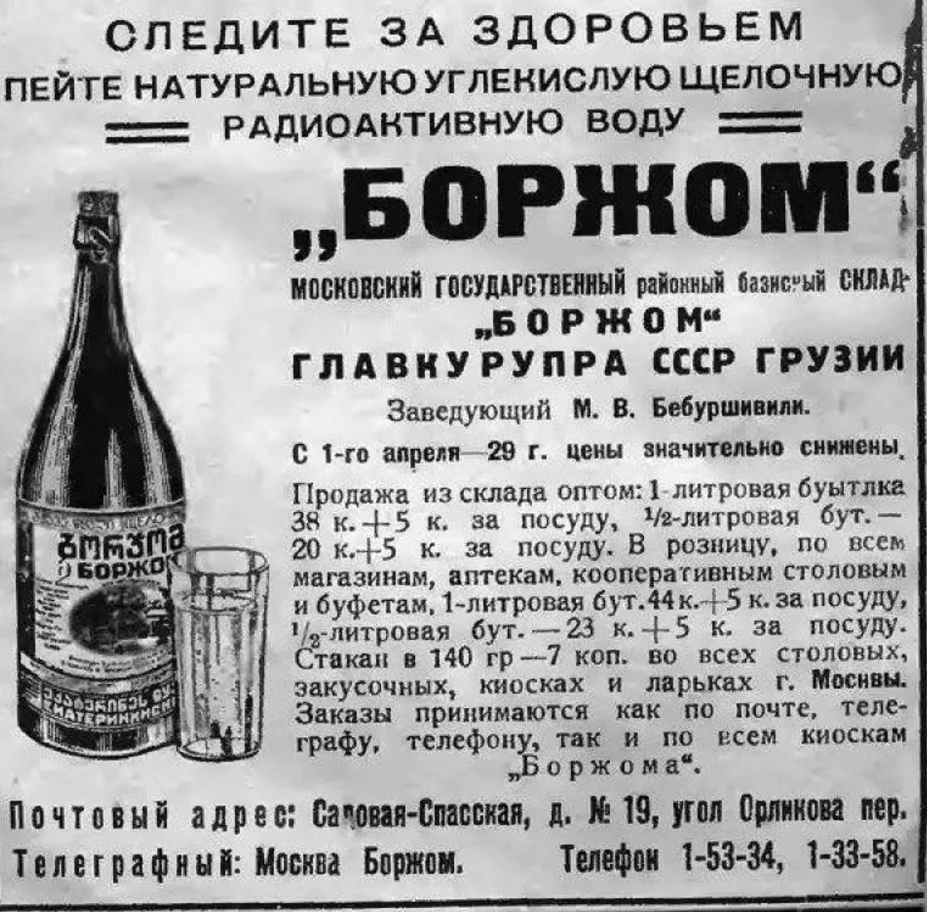 СЛЕДИТЕ ЗА ЗДОРОВЬЕМ
ПЕЙТЕ НАТУРАЛЬНУЮ УГЛЕКИСЛУЮ ЩЕЛОЧНУЮ
РАДИОАКТИВНУЮ ВОДУ
„БОРЖОМ“
МОСКОВСКИЙ ГОСУДАРСТВЕННЫЙ районный базисный СКЛАД-
„БОРЖОМ“
ГЛАВКУРУПРА СССР ГРУЗИИ
Заведующий М. В. Бебуршивили.
С 1-го апреля—29 г. цены значительно снижены.
Продажа из склада оптом: 1-литровая буытлка
38 к.+5 к. за посуду, 1/2-литровая бут.—
20 к.+5 к. за посуду. В розницу, по всем
магазинам, аптекам, кооперативным столовым
и буфетам, 1-литровая бут. 44 к.+5 к. за посуду,
1/2-литровая бут. — 23 к. + 5 к. за посуду.
Стакан в 140 гр—7 коп. во всех столовых,
закусочных, киосках и ларьках г. Москвы.
Заказы принимаются как по почте, теле-
графу, телефону, так и по всем киоскам
„Боржома“.
ბორჯომ
БОРЖО
Почтовый адрес: Садовая-Спасская, д. № 19, угол Орликова пер.
Телеграфный: Москва Боржом. Телефон 1-53-34, 1-33-58.